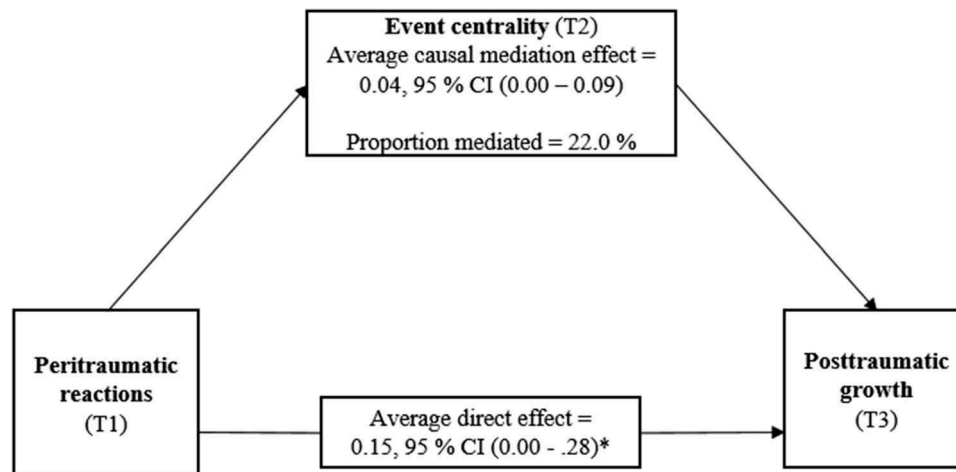 Event centrality (T2)
Average causal mediation effect =
0.04, 95 % CI (0.00 – 0.09)
Proportion mediated = 22.0 %
Peritraumatic
reactions
(T1)
Average direct effect =
0.15, 95 % CI (0.00 - .28)*
Posttraumatic
growth
(T3)